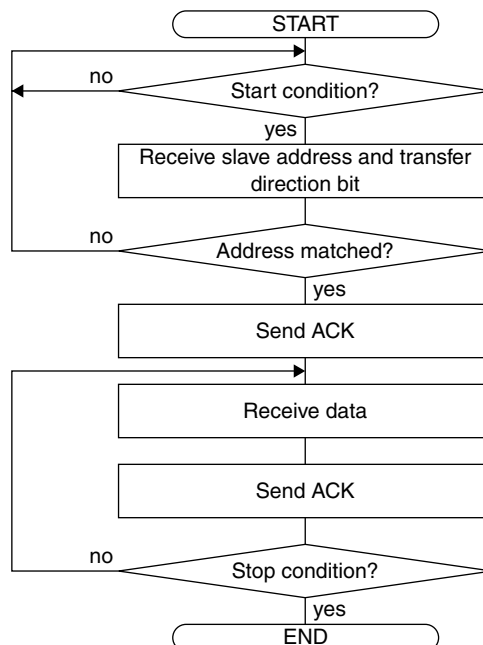 START
no
Start condition?
yes
Receive slave address and transfer
direction bit
no
Address matched?
yes
Send ACK
Receive data
Send ACK
no
Stop condition?
yes
END